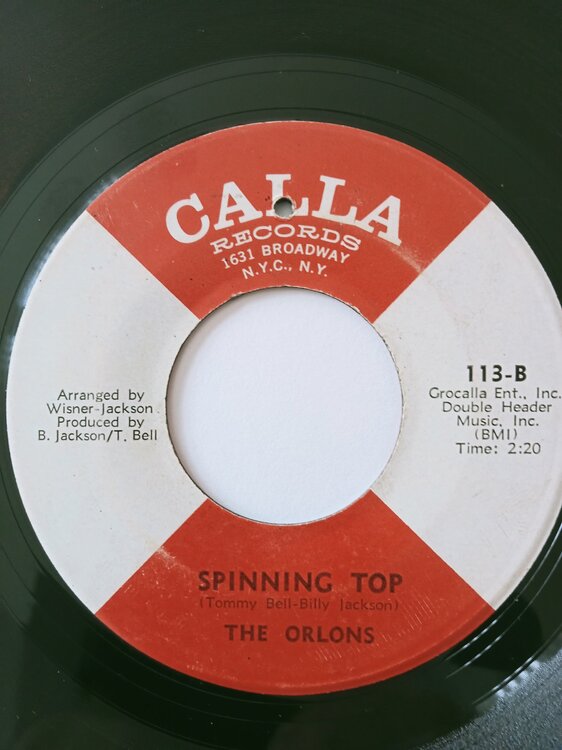 CALLA
RECORDS
1631 BROADWAY
N.Y.C., N.Y.
Arranged by
Wisner-Jackson
Produced by
B. Jackson/T. Bell
113-B
Grocalla Ent., Inc.
Double Header
Music, Inc.
(BMI)
Time: 2:20
SPINNING TOP
(Tommy Bell-Billy Jackson)
THE ORLONS